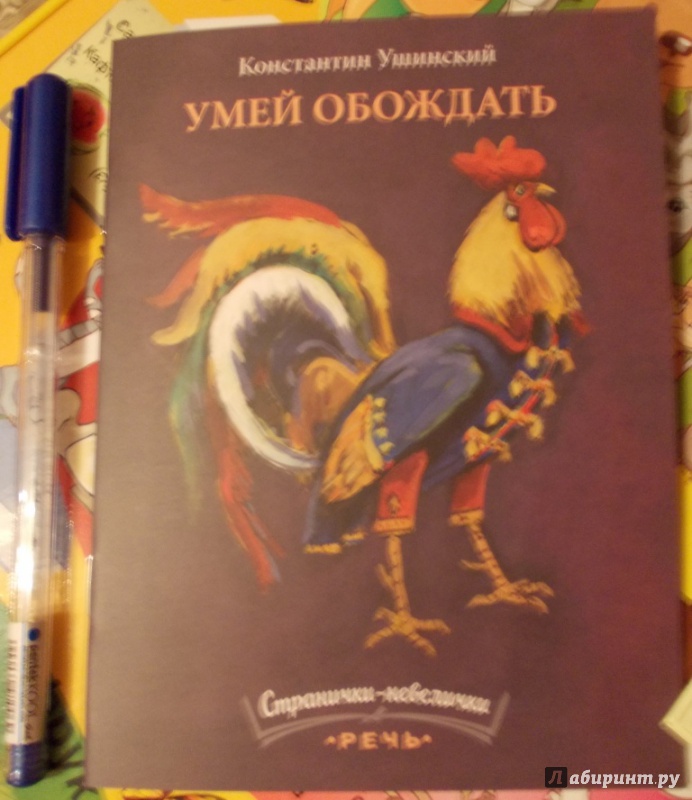 Константин Ушинский
УМЕЙ ОБОЖДАТЬ
Странички-невелички
РЕЧЬ
Лабиринт.ру